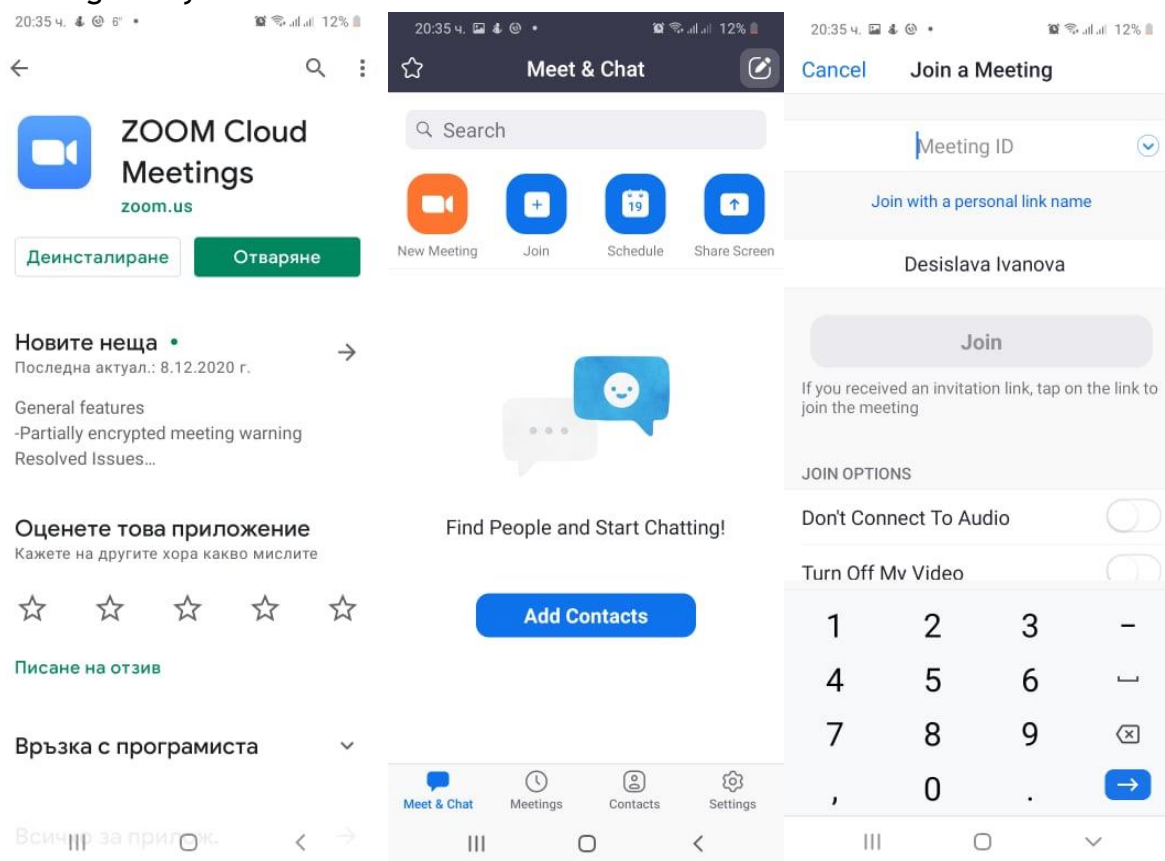 20:35 ч. 6° 12%
ZOOM Cloud
Meetings
zoom.us
Деинсталиране
Отваряне
Новите неща
Последна актуал.: 8.12.2020 г.
General features
-Partially encrypted meeting warning
Resolved Issues…
Оценете това приложение
Кажете на другите хора какво мислите
Писане на отзив
Връзка с програмиста
20:35 ч. 12%
Meet & Chat
Search
19
New Meeting
Join
Schedule
Share Screen
Find People and Start Chatting!
Add Contacts
Meet & Chat
Meetings
Contacts
Settings
20:35 ч. 12%
Cancel
Join a Meeting
Meeting ID
Join with a personal link name
Desislava Ivanova
Join
If you received an invitation link, tap on the link to
join the meeting
JOIN OPTIONS
Don't Connect To Audio
Turn Off My Video
1 2 3 -
4 5 6
7 8 9
, 0 .